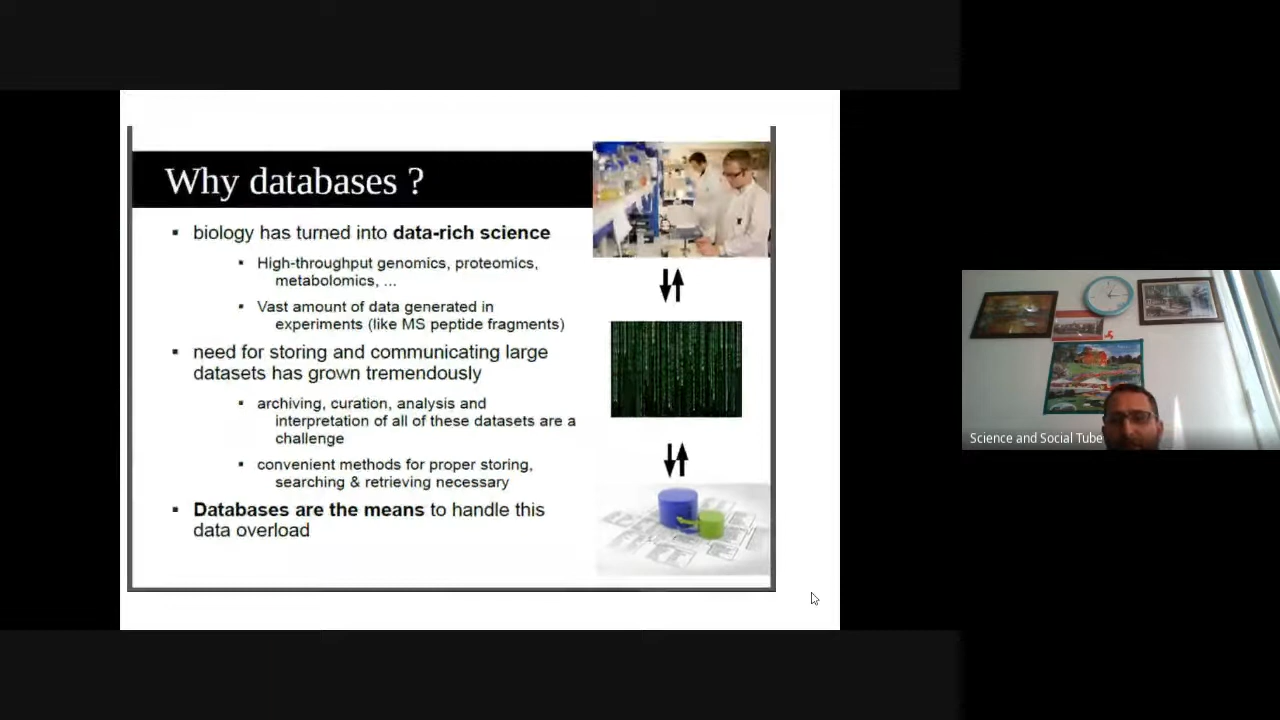 Why databases ?
▪ biology has turned into data-rich science
▪ High-throughput genomics, proteomics,
metabolomics, ...
▪ Vast amount of data generated in
experiments (like MS peptide fragments)
▪ need for storing and communicating large
datasets has grown tremendously
▪ archiving, curation, analysis and
interpretation of all of these datasets are a
challenge
▪ convenient methods for proper storing,
searching & retrieving necessary
▪ Databases are the means to handle this
data overload
Science and Social Tube